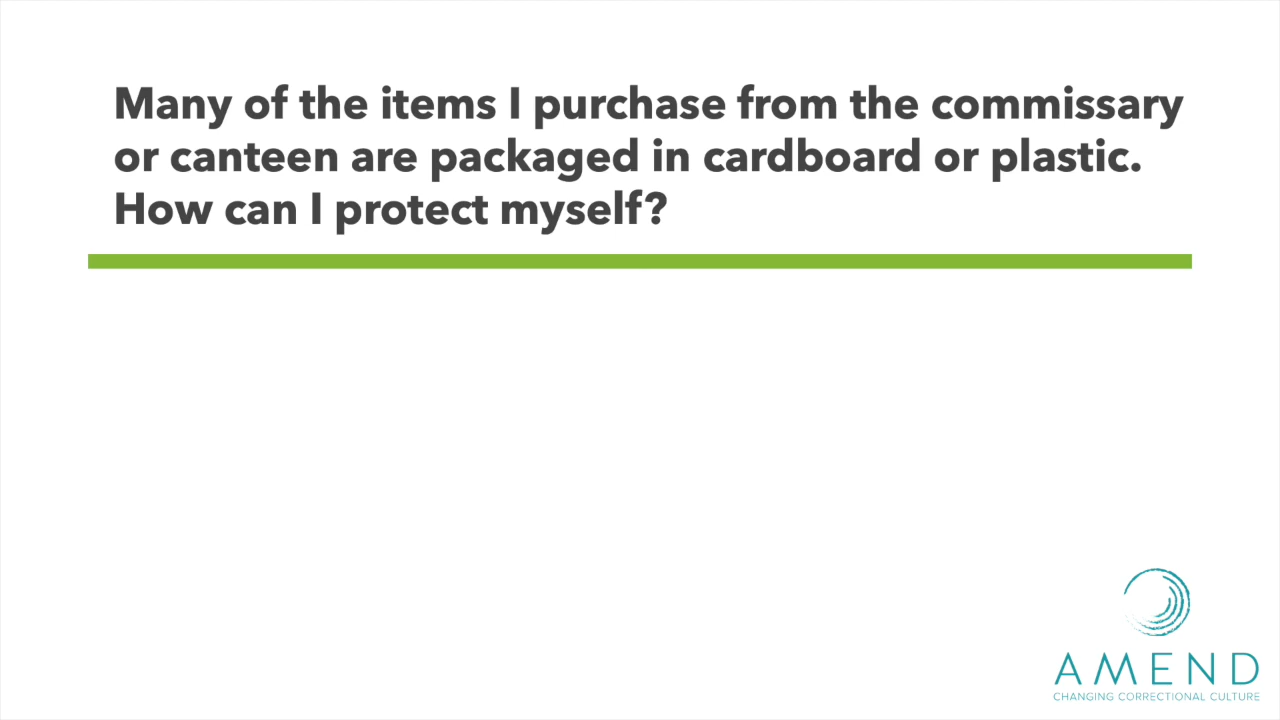 Many of the items I purchase from the commissary
or canteen are packaged in cardboard or plastic.
How can I protect myself?
AMEND
CHANGING CORRECTIONAL CULTURE